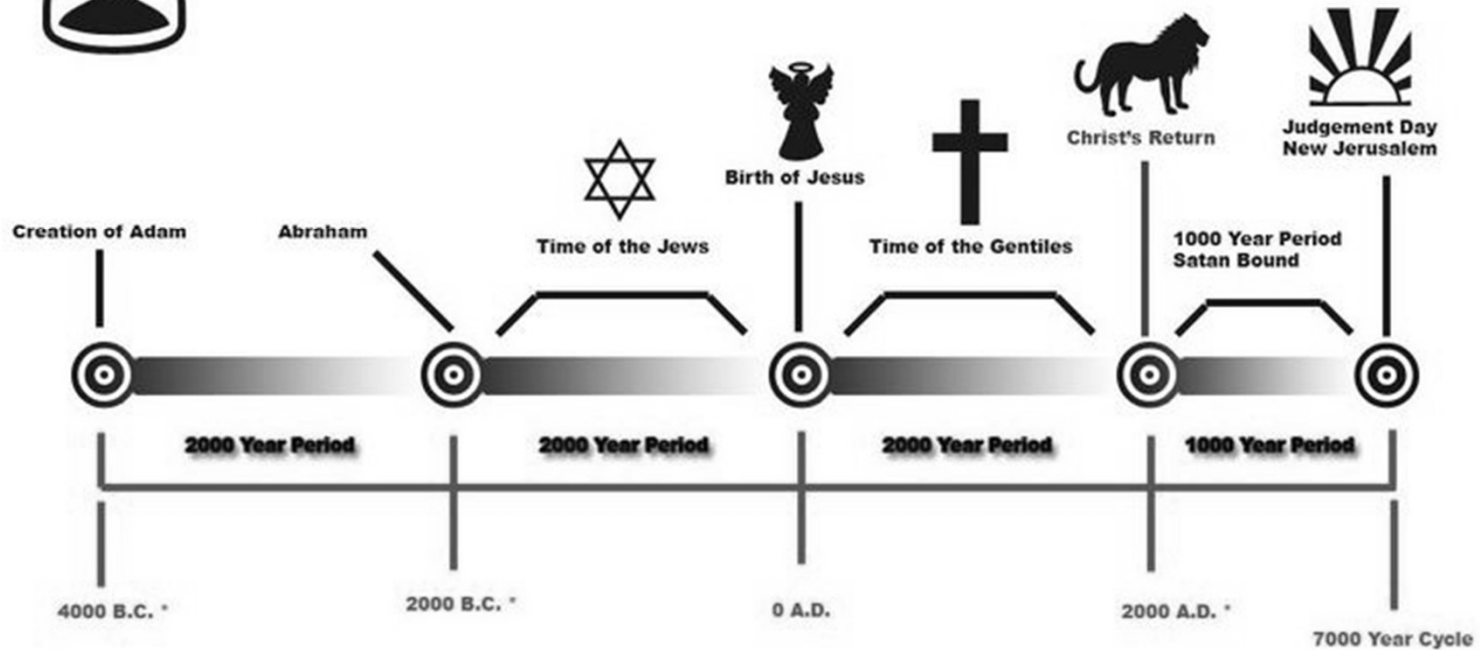 Christ's Return
Judgement Day
New Jerusalem
Birth of Jesus
Creation of Adam
Abraham
Time of the Jews
Time of the Gentiles
1000 Year Period
Satan Bound
2000 Year Period
2000 Year Period
2000 Year Period
1000 Year Period
4000 B.C. *
2000 B.C. *
0 A.D.
2000 A.D. *
7000 Year Cycle